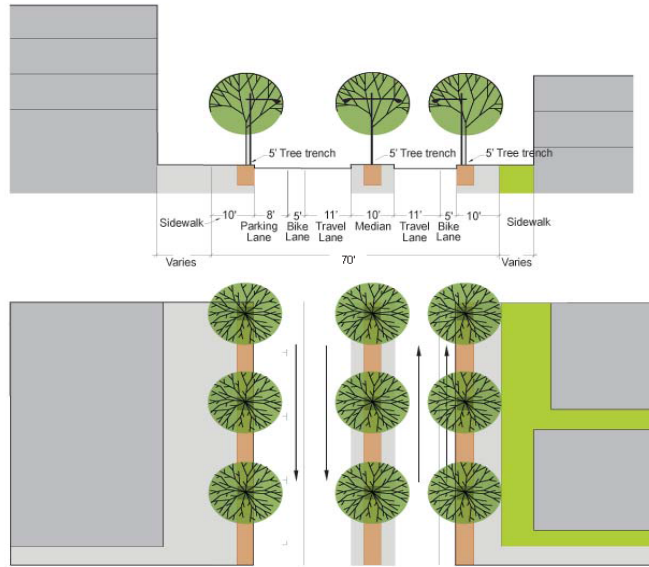 5' Tree trench
5' Tree trench
5' Tree trench
10'
8'
5'
11'
10'
11'
5'
10'
Sidewalk
Parking
Lane
Bike
Lane
Travel
Lane
Median
Travel
Lane
Bike
Lane
Sidewalk
Varies
70'
Varies